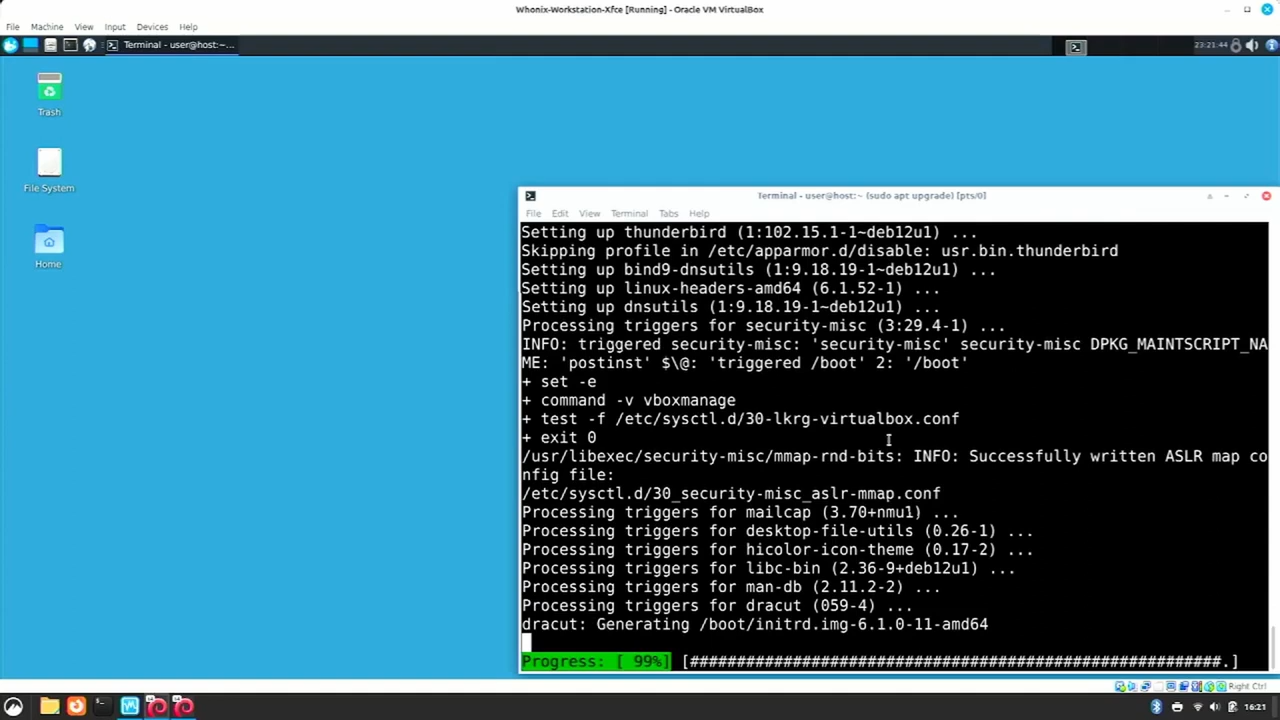 Whonix-Workstation-Xfce [Running] - Oracle VM VirtualBox
File Machine View Input Devices Help
Terminal - user@host:~... 23:21:44
Trash
File System
Home
Terminal - user@host:~ (sudo apt upgrade) [pts/0]
File Edit View Terminal Tabs Help
Setting up thunderbird (1:102.15.1-1~deb12u1) ...
Skipping profile in /etc/apparmor.d/disable: usr.bin.thunderbird
Setting up bind9-dnsutils (1:9.18.19-1~deb12u1) ...
Setting up linux-headers-amd64 (6.1.52-1) ...
Setting up dnsutils (1:9.18.19-1~deb12u1) ...
Processing triggers for security-misc (3:29.4-1) ...
INFO: triggered security-misc: 'security-misc' security-misc DPKG_MAINTSCRIPT_NA
ME: 'postinst' $\@: 'triggered /boot' 2: '/boot'
+ set -e
+ command -v vboxmanage
+ test -f /etc/sysctl.d/30-lkrg-virtualbox.conf
+ exit 0
/usr/libexec/security-misc/mmap-rnd-bits: INFO: Successfully written ASLR map co
nfig file:
/etc/sysctl.d/30_security-misc_aslr-mmap.conf
Processing triggers for mailcap (3.70+nmu1) ...
Processing triggers for desktop-file-utils (0.26-1) ...
Processing triggers for hicolor-icon-theme (0.17-2) ...
Processing triggers for libc-bin (2.36-9+deb12u1) ...
Processing triggers for man-db (2.11.2-2) ...
Processing triggers for dracut (059-4) ...
dracut: Generating /boot/initrd.img-6.1.0-11-amd64
Progress: [ 99%] [#########################################################.]
Right Ctrl
16:21